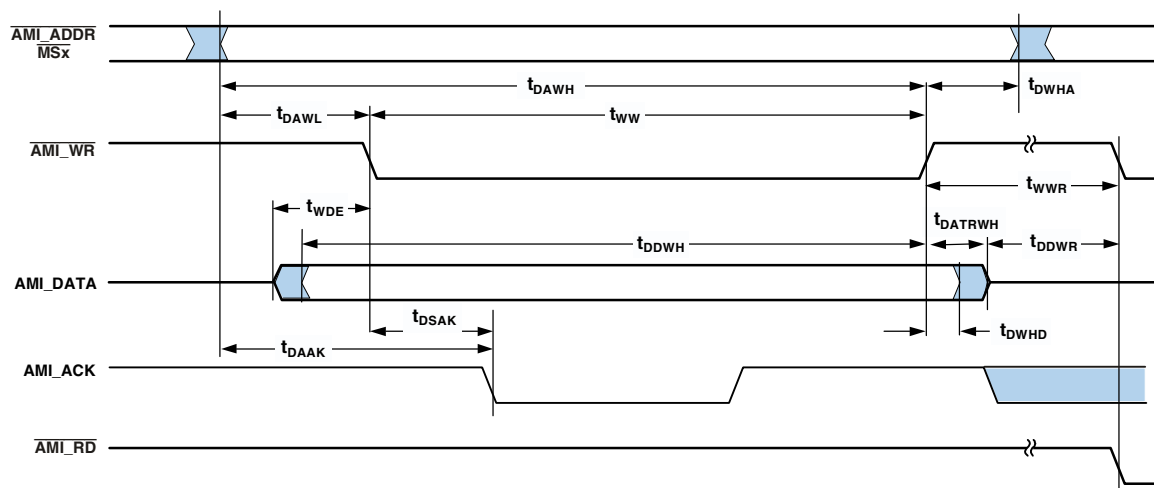 AMI_ADDR
MSx
tDAWH
tDWHA
tDAWL
tWW
AMI_WR
tWWR
tWDE
tDATRWH
tDDWH
tDDWR
AMI_DATA
tDSAK
tDWHD
tDAAK
AMI_ACK
AMI_RD